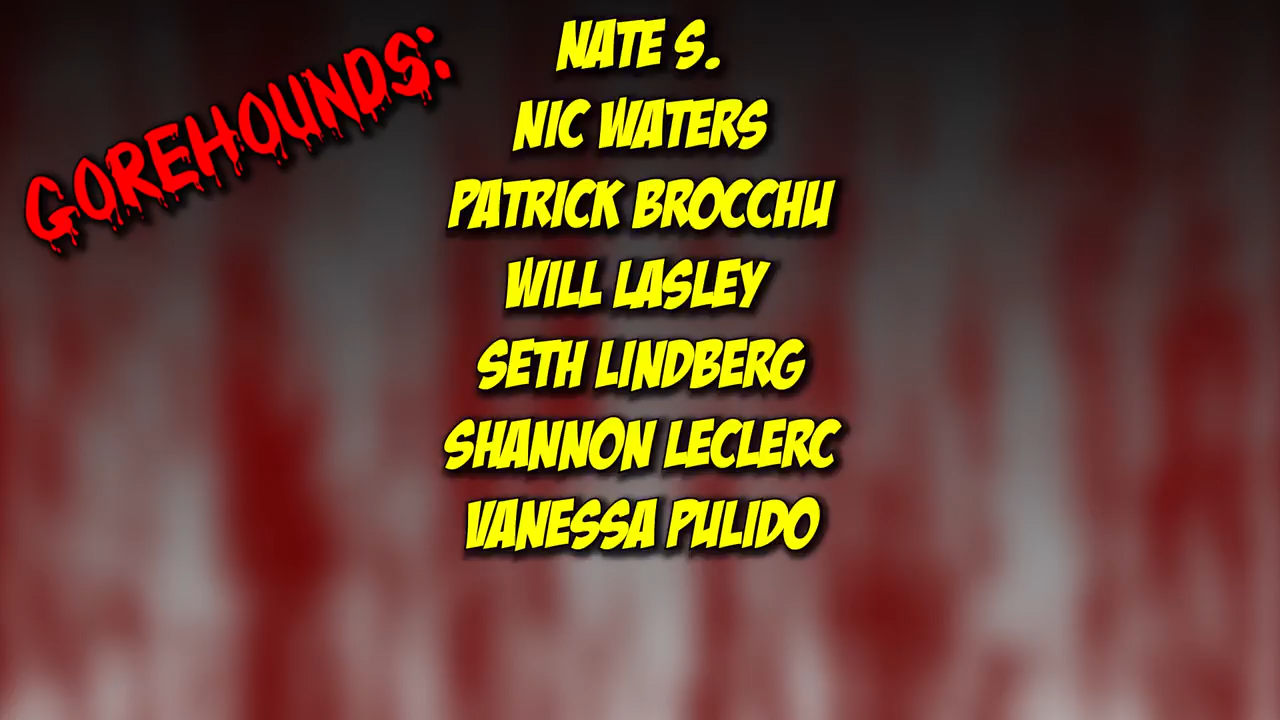 GOREHOUNDS:
NATE S.
NIC WATERS
PATRICK BROCCHU
WILL LASLEY
SETH LINDBERG
SHANNON LECLERC
VANESSA PULIDO